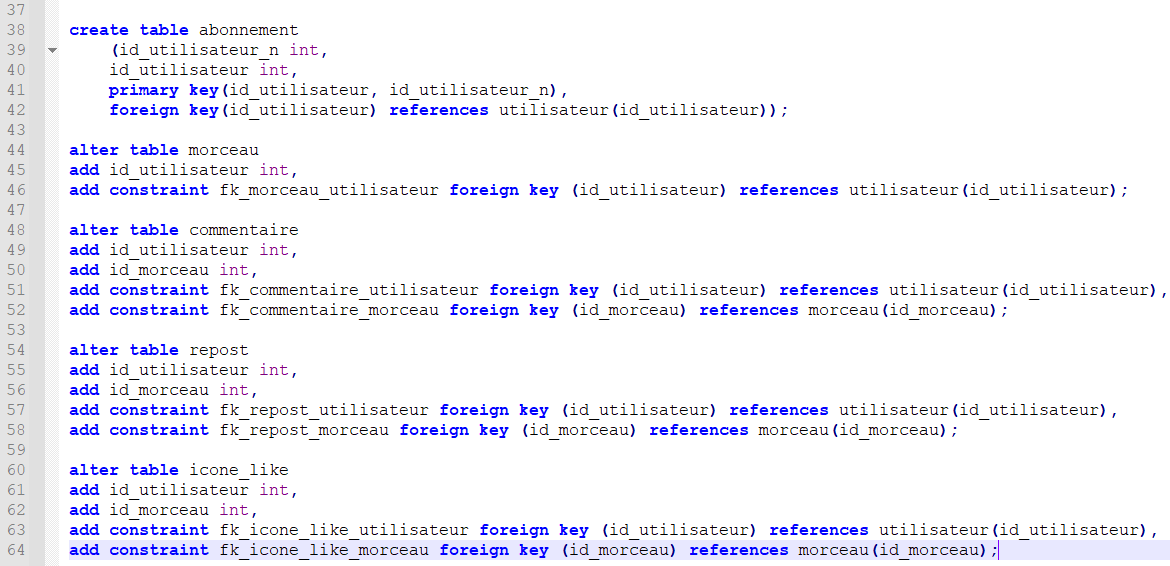 37
38 create table abonnement
39 (id_utilisateur_n int,
40 id_utilisateur int,
41 primary key(id_utilisateur, id_utilisateur_n),
42 foreign key(id_utilisateur) references utilisateur(id_utilisateur));
43
44 alter table morceau
45 add id_utilisateur int,
46 add constraint fk_morceau_utilisateur foreign key (id_utilisateur) references utilisateur(id_utilisateur);
47
48 alter table commentaire
49 add id_utilisateur int,
50 add id_morceau int,
51 add constraint fk_commentaire_utilisateur foreign key (id_utilisateur) references utilisateur(id_utilisateur),
52 add constraint fk_commentaire_morceau foreign key (id_morceau) references morceau(id_morceau);
53
54 alter table repost
55 add id_utilisateur int,
56 add id_morceau int,
57 add constraint fk_repost_utilisateur foreign key (id_utilisateur) references utilisateur(id_utilisateur),
58 add constraint fk_repost_morceau foreign key (id_morceau) references morceau(id_morceau);
59
60 alter table icone_like
61 add id_utilisateur int,
62 add id_morceau int,
63 add constraint fk_icone_like_utilisateur foreign key (id_utilisateur) references utilisateur(id_utilisateur),
64 add constraint fk_icone_like_morceau foreign key (id_morceau) references morceau(id_morceau);